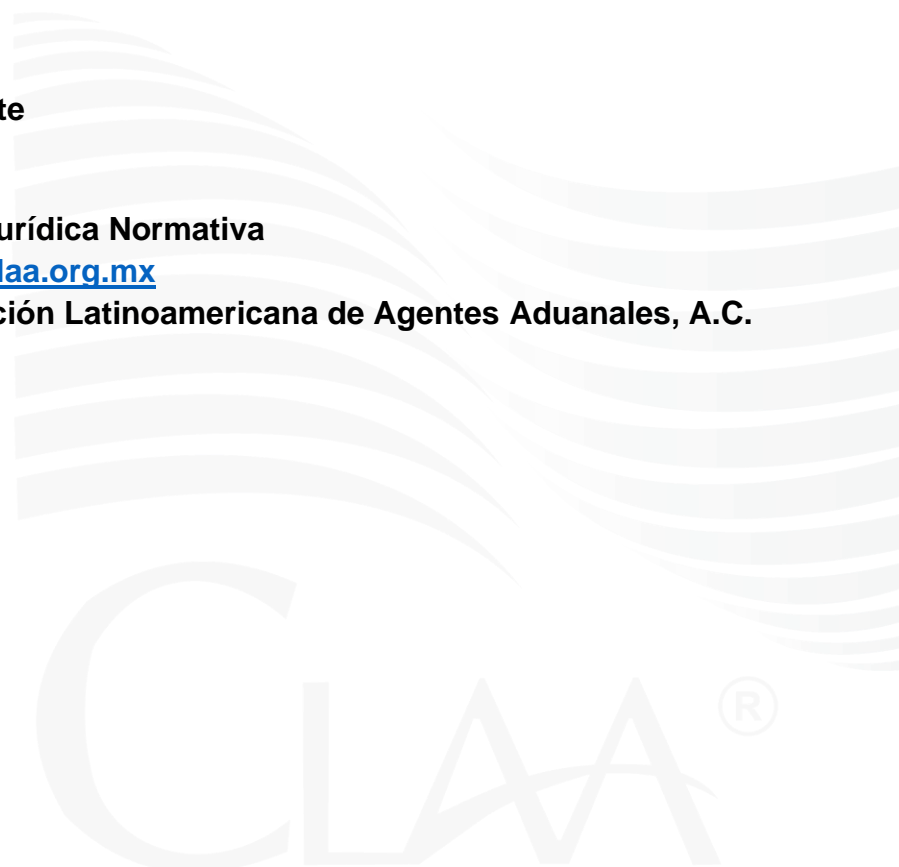 te
urídica Normativa
laa.org.mx
ción Latinoamericana de Agentes Aduanales, A.C.
CLAA®